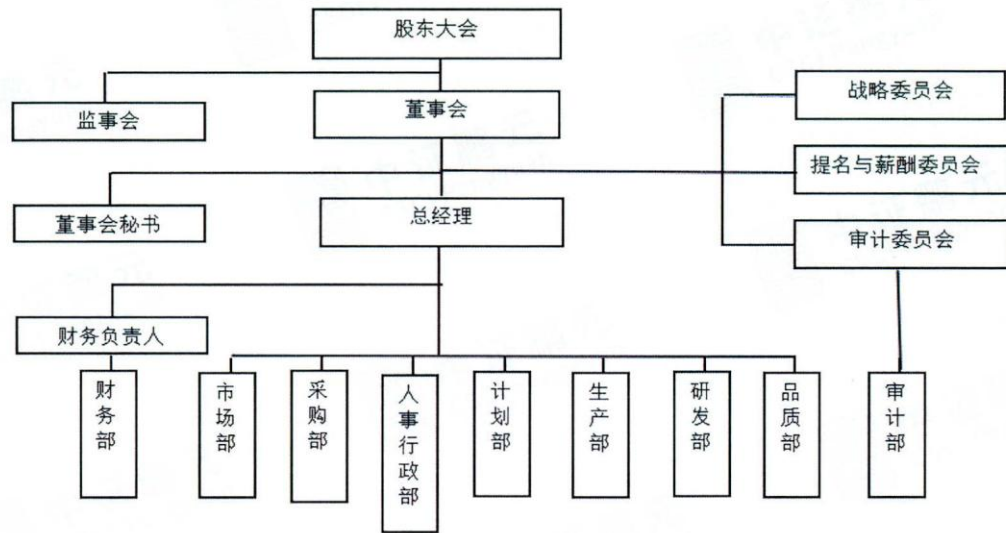 股东大会
监事会
董事会
战略委员会
提名与薪酬委员会
董事会秘书
总经理
审计委员会
财务负责人
财务部
市场部
采购部
人事行政部
计划部
生产部
研发部
品质部
审计部